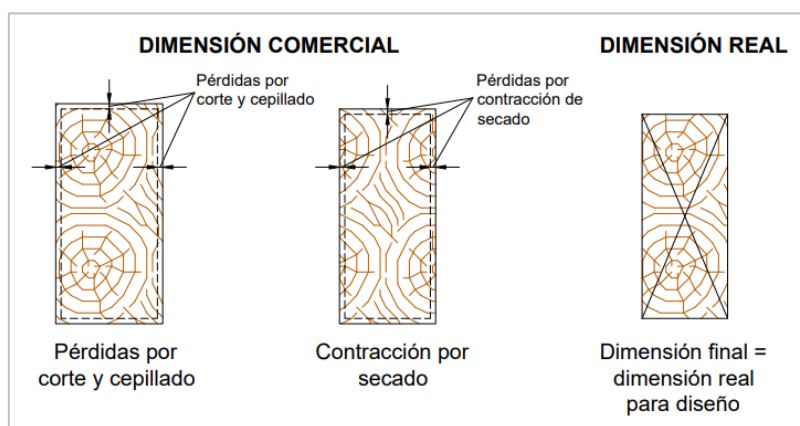 DIMENSIÓN COMERCIAL
DIMENSIÓN REAL
Pérdidas por
corte y cepillado
Pérdidas por
contracción de
secado
Pérdidas por
corte y cepillado
Contracción por
secado
Dimensión final =
dimensión real
para diseño